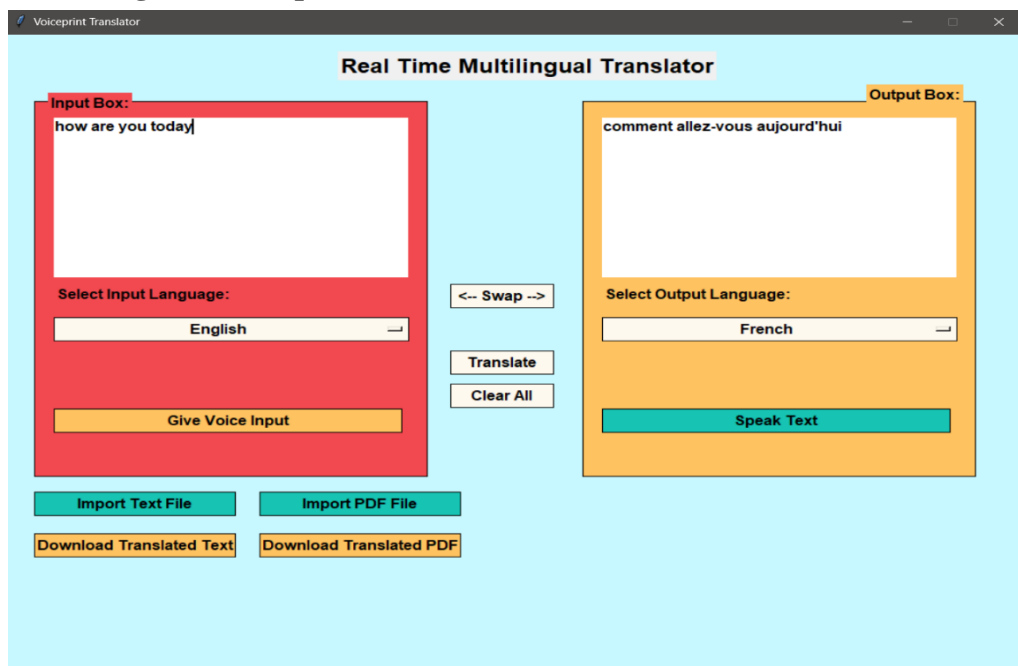 Voiceprint Translator
Real Time Multilingual Translator
Input Box:
how are you today
Select Input Language:
English
Give Voice Input
<-- Swap -->
Translate
Clear All
Output Box:
comment allez-vous aujourd'hui
Select Output Language:
French
Speak Text
Import Text File
Import PDF File
Download Translated Text
Download Translated PDF